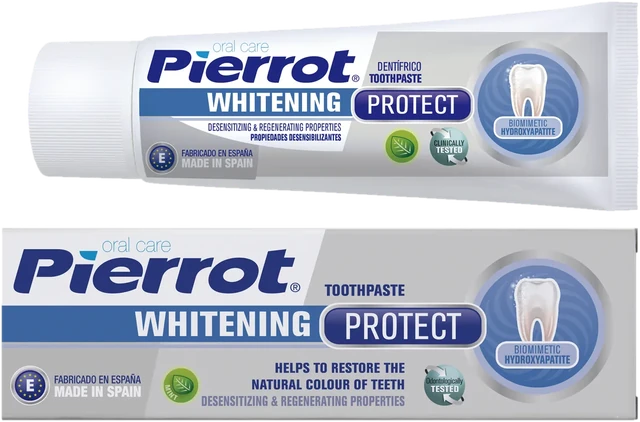 oral care
Pierrot®
DENTÍFRICO
TOOTHPASTE
WHITENING PROTECT
DESENSITIZING & REGENERATING PROPERTIES
PROPIEDADES DESENSIBILIZANTES
E
FABRICADO EN ESPAÑA
MADE IN SPAIN
CLINICALLY
TESTED
BIOMIMETIC
HYDROXYAPATITE
oral care
Pierrot®
TOOTHPASTE
WHITENING PROTECT
HELPS TO RESTORE THE
NATURAL COLOUR OF TEETH
DESENSITIZING & REGENERATING PROPERTIES
E
FABRICADO EN ESPAÑA
MADE IN SPAIN
MINT
Odontologically
TESTED
BIOMIMETIC
HYDROXYAPATITE